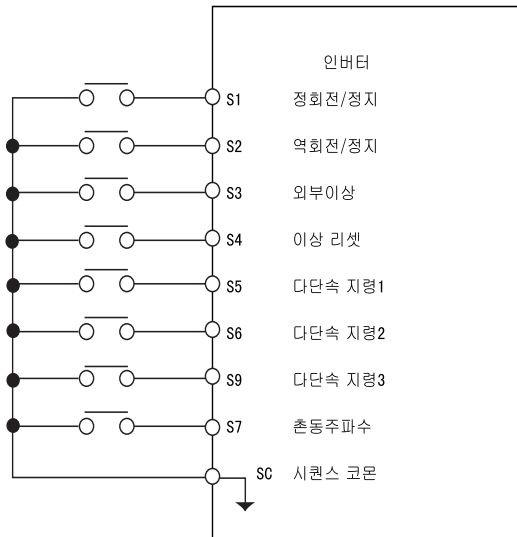 인버터
S1 정회전/정지
S2 역회전/정지
S3 외부이상
S4 이상 리셋
S5 다단속 지령1
S6 다단속 지령2
S9 다단속 지령3
S7 촌동주파수
SC 시퀀스 코몬